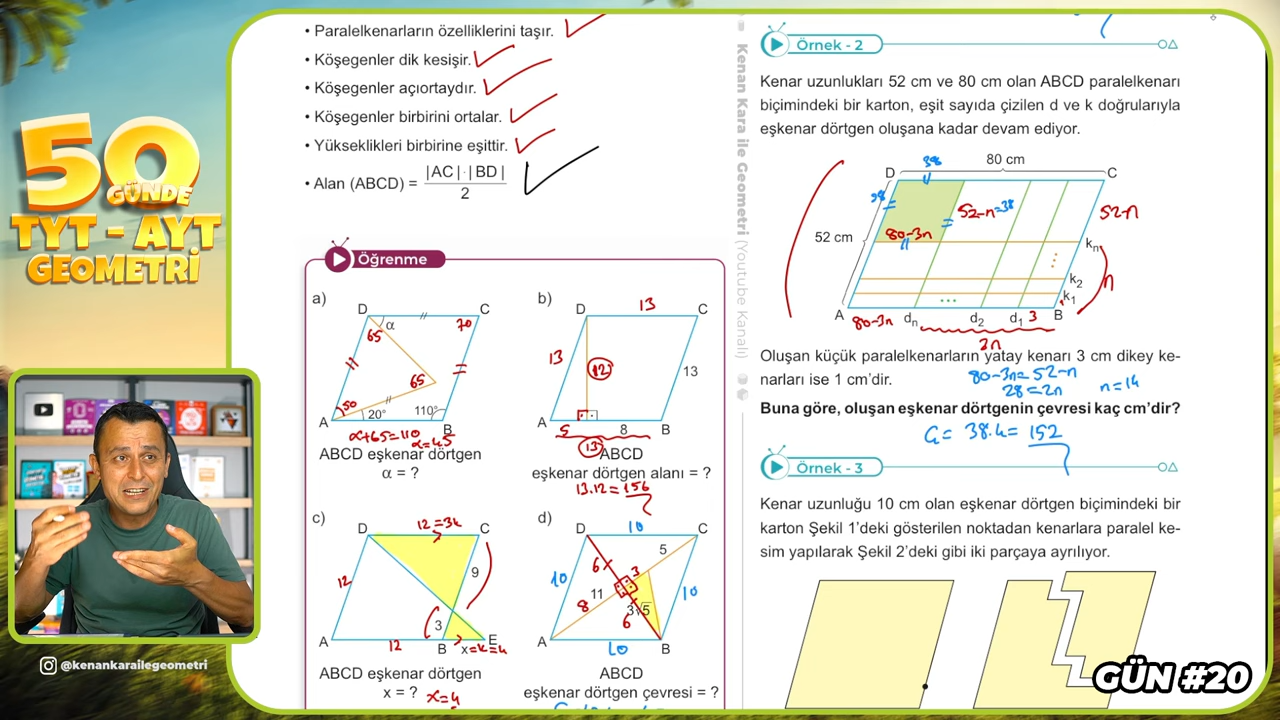 50
GÜNDE
TYT - AYT
GEOMETRİ
@kenankarailegeometri
• Paralelkenarların özelliklerini taşır.
• Köşegenler dik kesişir.
• Köşegenler açıortaydır.
• Köşegenler birbirini ortalar.
• Yükseklikleri birbirine eşittir.
• Alan (ABCD) = |AC|·|BD| / 2
Öğrenme
a)
D
C
α
70
65
65
50
20°
110°
A
B
α+65=110
α=45
ABCD eşkenar dörtgen
α = ?
b)
13
D
C
13
12
13
A
5
8
B
13
ABCD
eşkenar dörtgen alanı = ?
13.12=156
c)
12=3k
D
C
12
9
3
A
12
B
x=k=4
E
ABCD eşkenar dörtgen
x = ?
x=4
d)
10
D
C
5
6
3
10
11
10
8
3√5
6
A
10
B
ABCD
eşkenar dörtgen çevresi = ?
Kenan Kara ile Geometri (Youtube Kanalı)
Örnek - 2
Kenar uzunlukları 52 cm ve 80 cm olan ABCD paralelkenar
biçimindeki bir karton, eşit sayıda çizilen d ve k doğrularıyla
eşkenar dörtgen oluşana kadar devam ediyor.
80 cm
38
D
C
38
52-n=38
52-n
80-3n
52 cm
kn
n
k2
k1
A
dn
...
d2
d1
3
B
80-3n
2n
Oluşan küçük paralelkenarların yatay kenarı 3 cm dikey ke-
narları ise 1 cm'dir.
80-3n=52-n
28=2n
n=14
Buna göre, oluşan eşkenar dörtgenin çevresi kaç cm'dir?
Ç= 38.4= 152
Örnek - 3
Kenar uzunluğu 10 cm olan eşkenar dörtgen biçimindeki bir
karton Şekil 1'deki gösterilen noktadan kenarlara paralel ke-
sim yapılarak Şekil 2'deki gibi iki parçaya ayrılıyor.
GÜN #20